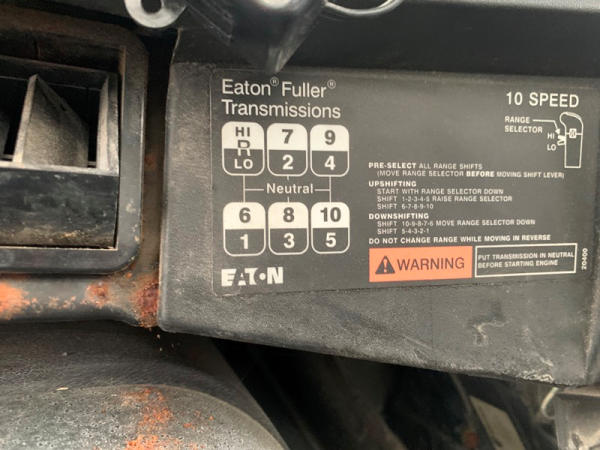 Eaton® Fuller®
Transmissions
10 SPEED
RANGE
SELECTOR
HI
LO
HI 7 9
R
LO 2 4
Neutral
6 8 10
1 3 5
EATON
PRE-SELECT ALL RANGE SHIFTS
(MOVE RANGE SELECTOR BEFORE MOVING SHIFT LEVER)
UPSHIFTING
START WITH RANGE SELECTOR DOWN
SHIFT 1-2-3-4-5 RAISE RANGE SELECTOR
SHIFT 6-7-8-9-10
DOWNSHIFTING
SHIFT 10-9-8-7-6 MOVE RANGE SELECTOR DOWN
SHIFT 5-4-3-2-1
DO NOT CHANGE RANGE WHILE MOVING IN REVERSE
WARNING
PUT TRANSMISSION IN NEUTRAL
BEFORE STARTING ENGINE
20400